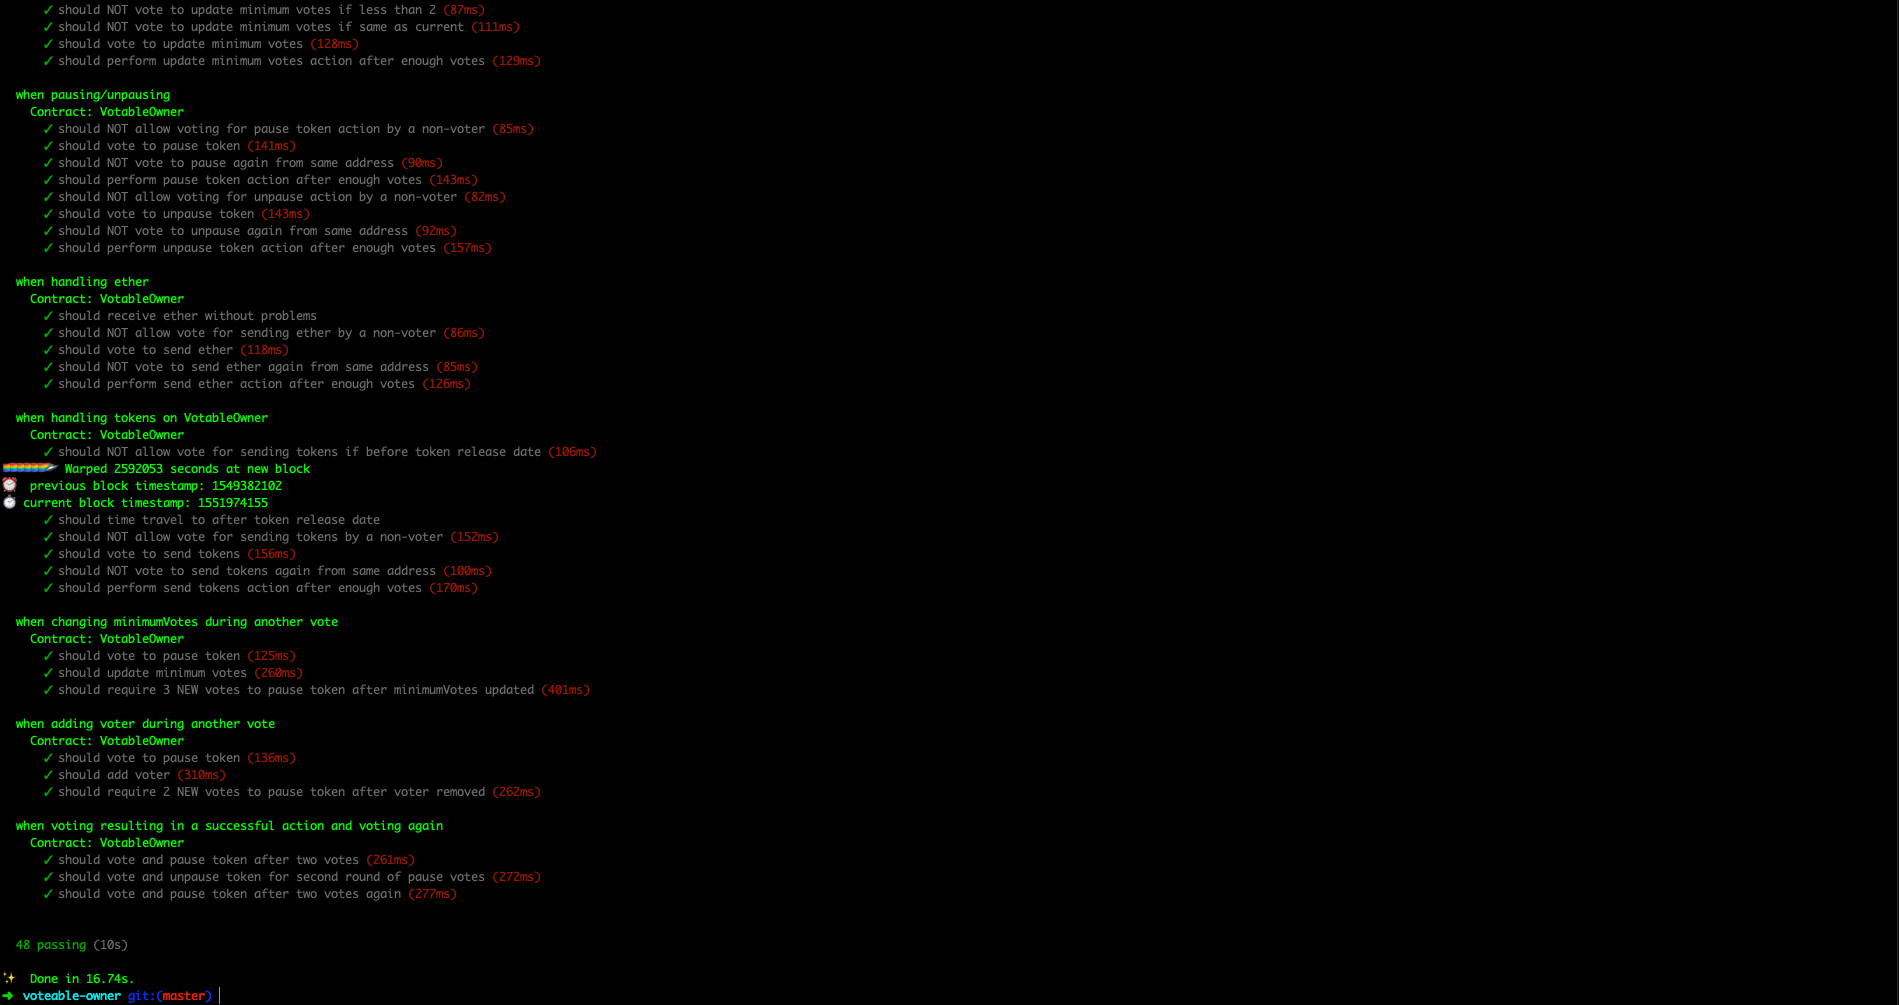 ✓ should NOT vote to update minimum votes if less than 2 (87ms)
✓ should NOT vote to update minimum votes if same as current (111ms)
✓ should vote to update minimum votes (128ms)
✓ should perform update minimum votes action after enough votes (129ms)
when pausing/unpausing
Contract: VotableOwner
✓ should NOT allow voting for pause token action by a non-voter (85ms)
✓ should vote to pause token (141ms)
✓ should NOT vote to pause again from same address (90ms)
✓ should perform pause token action after enough votes (143ms)
✓ should NOT allow voting for unpause action by a non-voter (82ms)
✓ should vote to unpause token (143ms)
✓ should NOT vote to unpause again from same address (92ms)
✓ should perform unpause token action after enough votes (157ms)
when handling ether
Contract: VotableOwner
✓ should receive ether without problems
✓ should NOT allow vote for sending ether by a non-voter (86ms)
✓ should vote to send ether (118ms)
✓ should NOT vote to send ether again from same address (85ms)
✓ should perform send ether action after enough votes (126ms)
when handling tokens on VotableOwner
Contract: VotableOwner
✓ should NOT allow vote for sending tokens if before token release date (106ms)
Warped 2592053 seconds at new block
previous block timestamp: 1549382102
current block timestamp: 1551974155
✓ should time travel to after token release date
✓ should NOT allow vote for sending tokens by a non-voter (152ms)
✓ should vote to send tokens (156ms)
✓ should NOT vote to send tokens again from same address (100ms)
✓ should perform send tokens action after enough votes (170ms)
when changing minimumVotes during another vote
Contract: VotableOwner
✓ should vote to pause token (125ms)
✓ should update minimum votes (260ms)
✓ should require 3 NEW votes to pause token after minimumVotes updated (401ms)
when adding voter during another vote
Contract: VotableOwner
✓ should vote to pause token (136ms)
✓ should add voter (310ms)
✓ should require 2 NEW votes to pause token after voter removed (262ms)
when voting resulting in a successful action and voting again
Contract: VotableOwner
✓ should vote and pause token after two votes (261ms)
✓ should vote and unpause token for second round of pause votes (272ms)
✓ should vote and pause token after two votes again (277ms)
48 passing (10s)
✨ Done in 16.74s.
➜ voteable-owner git:(master)